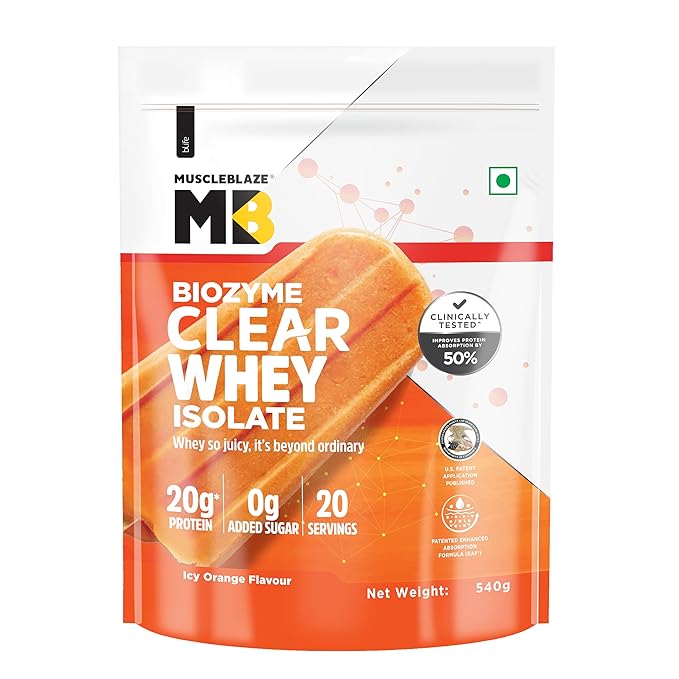 bLife
MUSCLEBLAZE®
MB
BIOZYME
CLEAR
WHEY
ISOLATE
Whey so juicy, it's beyond ordinary
20g*
PROTEIN
0g
ADDED SUGAR
20
SERVINGS
Icy Orange Flavour
CLINICALLY
TESTED*
IMPROVES PROTEIN
ABSORPTION BY
50%
U.S. PATENT
APPLICATION
PUBLISHED
PATENTED ENHANCED
ABSORPTION
FORMULA (EAF®)
Net Weight: 540g